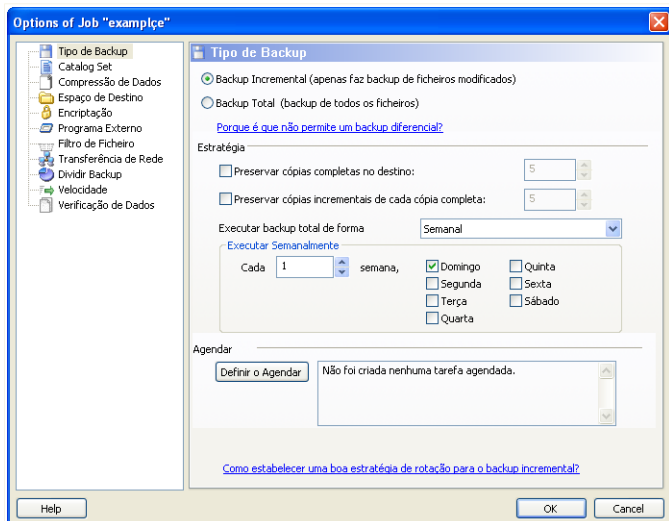 Options of Job "examplçe"
Tipo de Backup
Catalog Set
Compressão de Dados
Espaço de Destino
Encriptação
Programa Externo
Filtro de Ficheiro
Transferência de Rede
Dividir Backup
Velocidade
Verificação de Dados
Tipo de Backup
Backup Incremental (apenas faz backup de ficheiros modificados)
Backup Total (backup de todos os ficheiros)
Porque é que não permite um backup diferencial?
Estratégia
Preservar cópias completas no destino: 5
Preservar cópias incrementais de cada cópia completa: 5
Executar backup total de forma Semanal
Executar Semanalmente
Cada 1 semana, Domingo Quinta
Segunda Sexta
Terça Sábado
Quarta
Agendar
Definir o Agendar Não foi criada nenhuma tarefa agendada.
Como estabelecer uma boa estratégia de rotação para o backup incremental?
Help OK Cancel